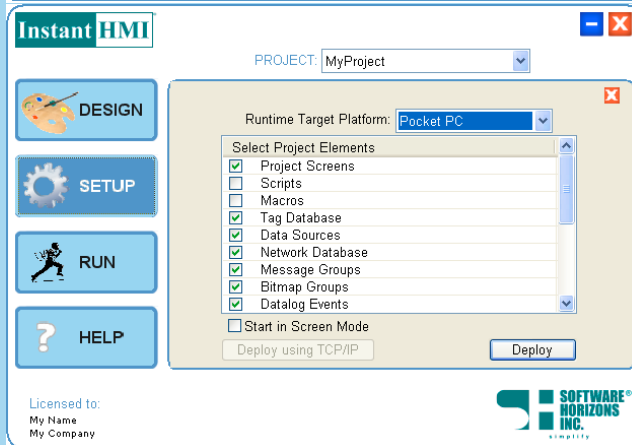 Instant HMI
PROJECT: MyProject
DESIGN
SETUP
RUN
HELP
Runtime Target Platform: Pocket PC
Select Project Elements
Project Screens
Scripts
Macros
Tag Database
Data Sources
Network Database
Message Groups
Bitmap Groups
Datalog Events
Start in Screen Mode
Deploy using TCP/IP Deploy
Licensed to:
My Name
My Company
SOFTWARE®
HORIZONS
INC.
simplify